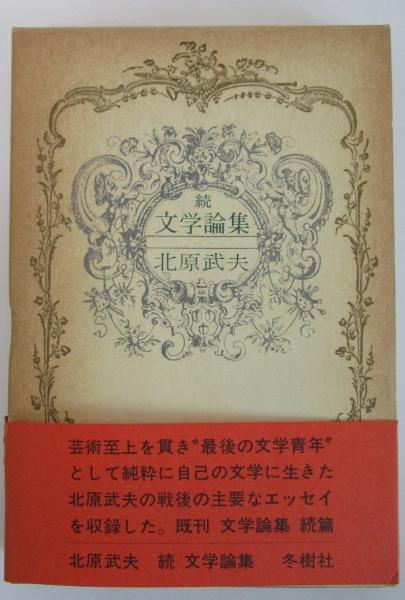 続
文学論集
北原武夫
芸術至上を貫き〝最後の文学青年〟
として純粋に自己の文学に生きた
北原武夫の戦後の主要なエッセイ
を収録した。既刊 文学論集 続篇
北原武夫 続 文学論集 冬樹社